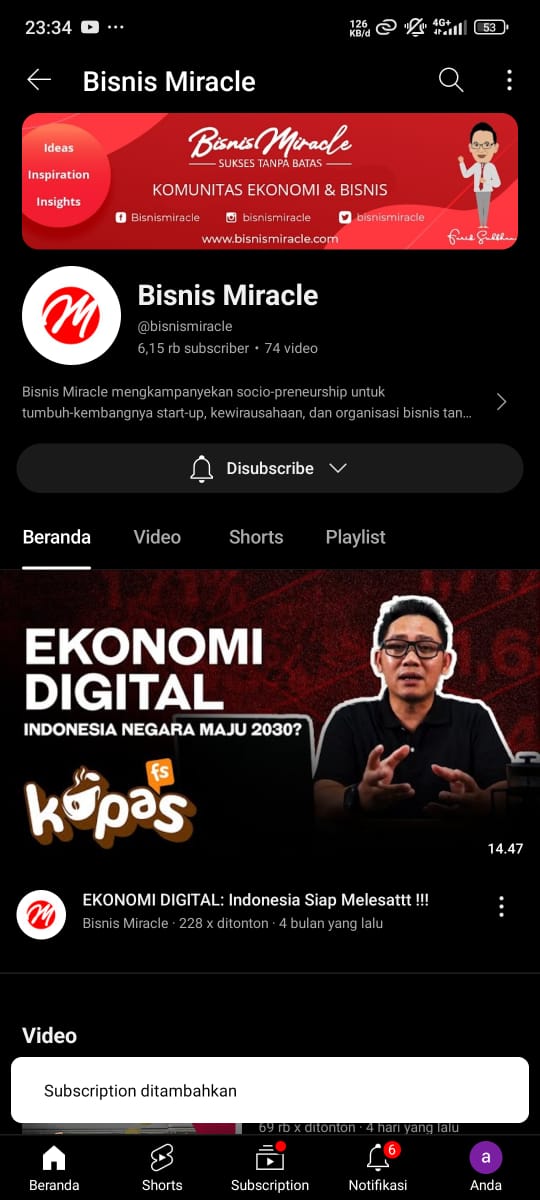 23:34
126
KB/d
4G+
53
Bisnis Miracle
Ideas
Inspiration
Insights
Bisnis Miracle
SUKSES TANPA BATAS
KOMUNITAS EKONOMI & BISNIS
Bisnismiracle bisnismiracle bisnismiracle
www.bisnismiracle.com
M
Bisnis Miracle
@bisnismiracle
6,15 rb subscriber • 74 video
Bisnis Miracle mengkampanyekan socio-preneurship untuk
tumbuh-kembangnya start-up, kewirausahaan, dan organisasi bisnis tan...
Disubscribe
Beranda Video Shorts Playlist
EKONOMI
DIGITAL
INDONESIA NEGARA MAJU 2030?
fs
kopas
14.47
M
EKONOMI DIGITAL: Indonesia Siap Melesattt !!!
Bisnis Miracle · 228 x ditonton · 4 bulan yang lalu
Video
Subscription ditambahkan
69 rb x ditonton · 4 hari yang lalu
6
a
Beranda Shorts Subscription Notifikasi Anda